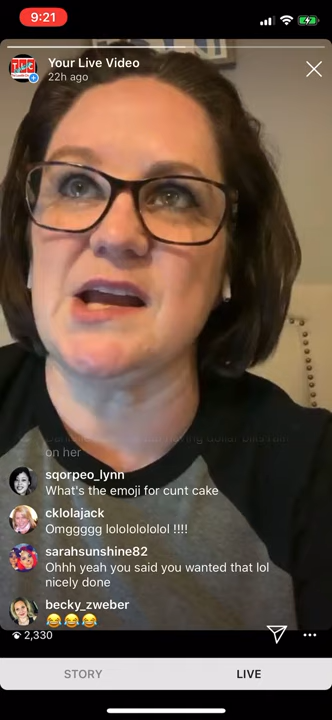 9:21
Your Live Video
22h ago
on her
sqorpeo_lynn
What's the emoji for cunt cake
cklolajack
Omggggg lolololololol !!!!
sarahsunshine82
Ohhh yeah you said you wanted that lol
nicely done
becky_zweber
😂😂😂
2,330
STORY
LIVE